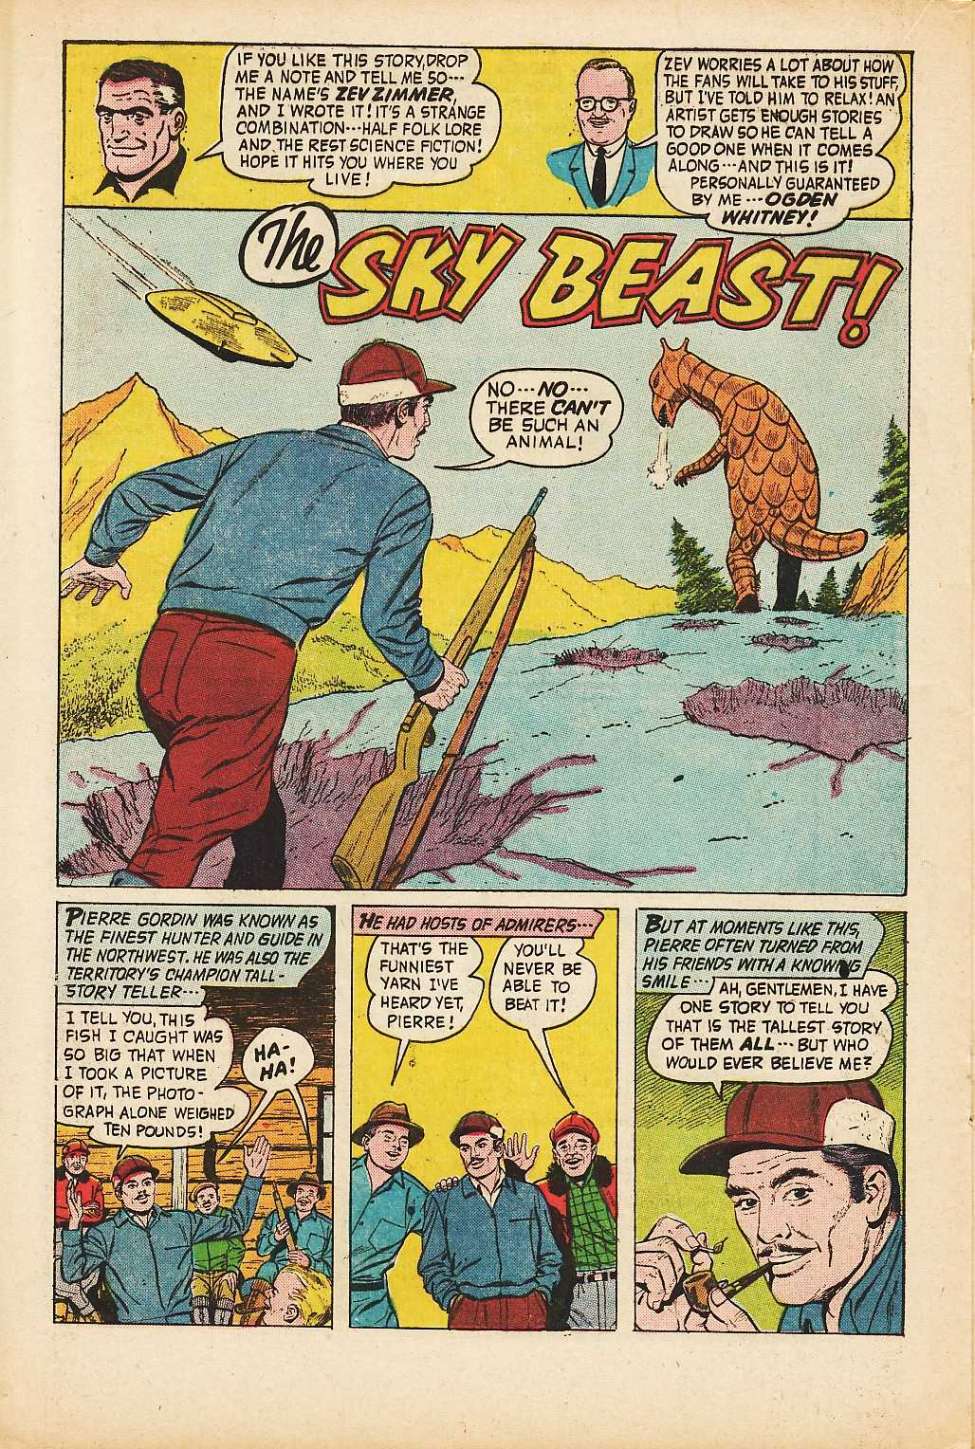 IF YOU LIKE THIS STORY, DROP
ME A NOTE AND TELL ME SO---
THE NAME'S ZEV ZIMMER,
AND I WROTE IT! IT'S A STRANGE
COMBINATION---HALF FOLK LORE
AND THE REST SCIENCE FICTION!
HOPE IT HITS YOU WHERE YOU
LIVE!
ZEV WORRIES A LOT ABOUT HOW
THE FANS WILL TAKE TO HIS STUFF,
BUT I'VE TOLD HIM TO RELAX! AN
ARTIST GETS ENOUGH STORIES
TO DRAW SO HE CAN TELL A
GOOD ONE WHEN IT COMES
ALONG---AND THIS IS IT!
PERSONALLY GUARANTEED
BY ME---OGDEN
WHITNEY!
The SKY BEAST!
NO---NO---
THERE CAN'T
BE SUCH AN
ANIMAL!
PIERRE GORDIN WAS KNOWN AS
THE FINEST HUNTER AND GUIDE IN
THE NORTHWEST. HE WAS ALSO THE
TERRITORY'S CHAMPION TALL-
STORY TELLER---
I TELL YOU, THIS
FISH I CAUGHT WAS
SO BIG THAT WHEN
I TOOK A PICTURE
OF IT, THE PHOTO-
GRAPH ALONE WEIGHED
TEN POUNDS!
HA-
HA!
HE HAD HOSTS OF ADMIRERS---
THAT'S THE
FUNNIEST
YARN I'VE
HEARD YET,
PIERRE!
YOU'LL
NEVER BE
ABLE TO
BEAT IT!
BUT AT MOMENTS LIKE THIS,
PIERRE OFTEN TURNED FROM
HIS FRIENDS WITH A KNOWING
SMILE---
AH, GENTLEMEN, I HAVE
ONE STORY TO TELL YOU
THAT IS THE TALLEST STORY
OF THEM ALL---BUT WHO
WOULD EVER BELIEVE ME?